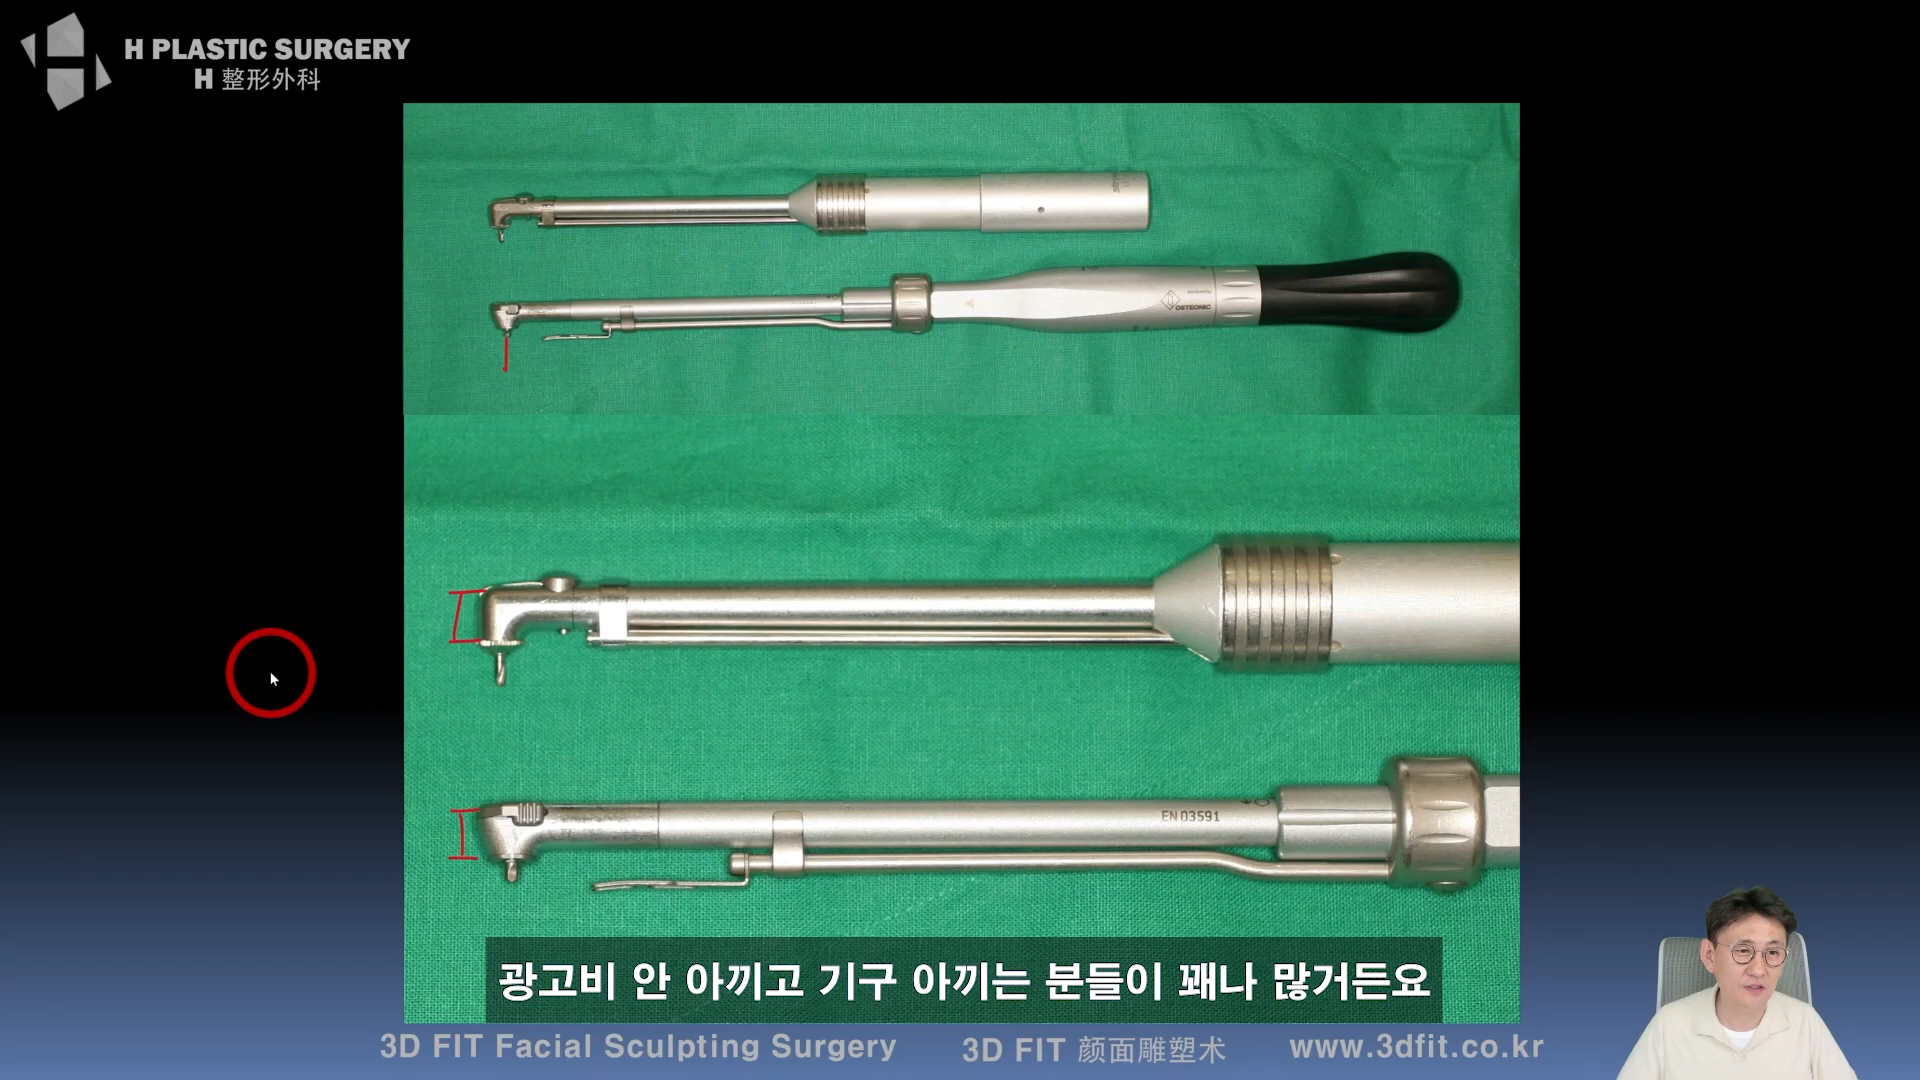 H PLASTIC SURGERY
H 整形外科
OSTEONIC
EN 03591
광고비 안 아끼고 기구 아끼는 분들이 꽤나 많거든요
3D FIT Facial Sculpting Surgery
3D FIT 颜面雕塑术
www.3dfit.co.kr